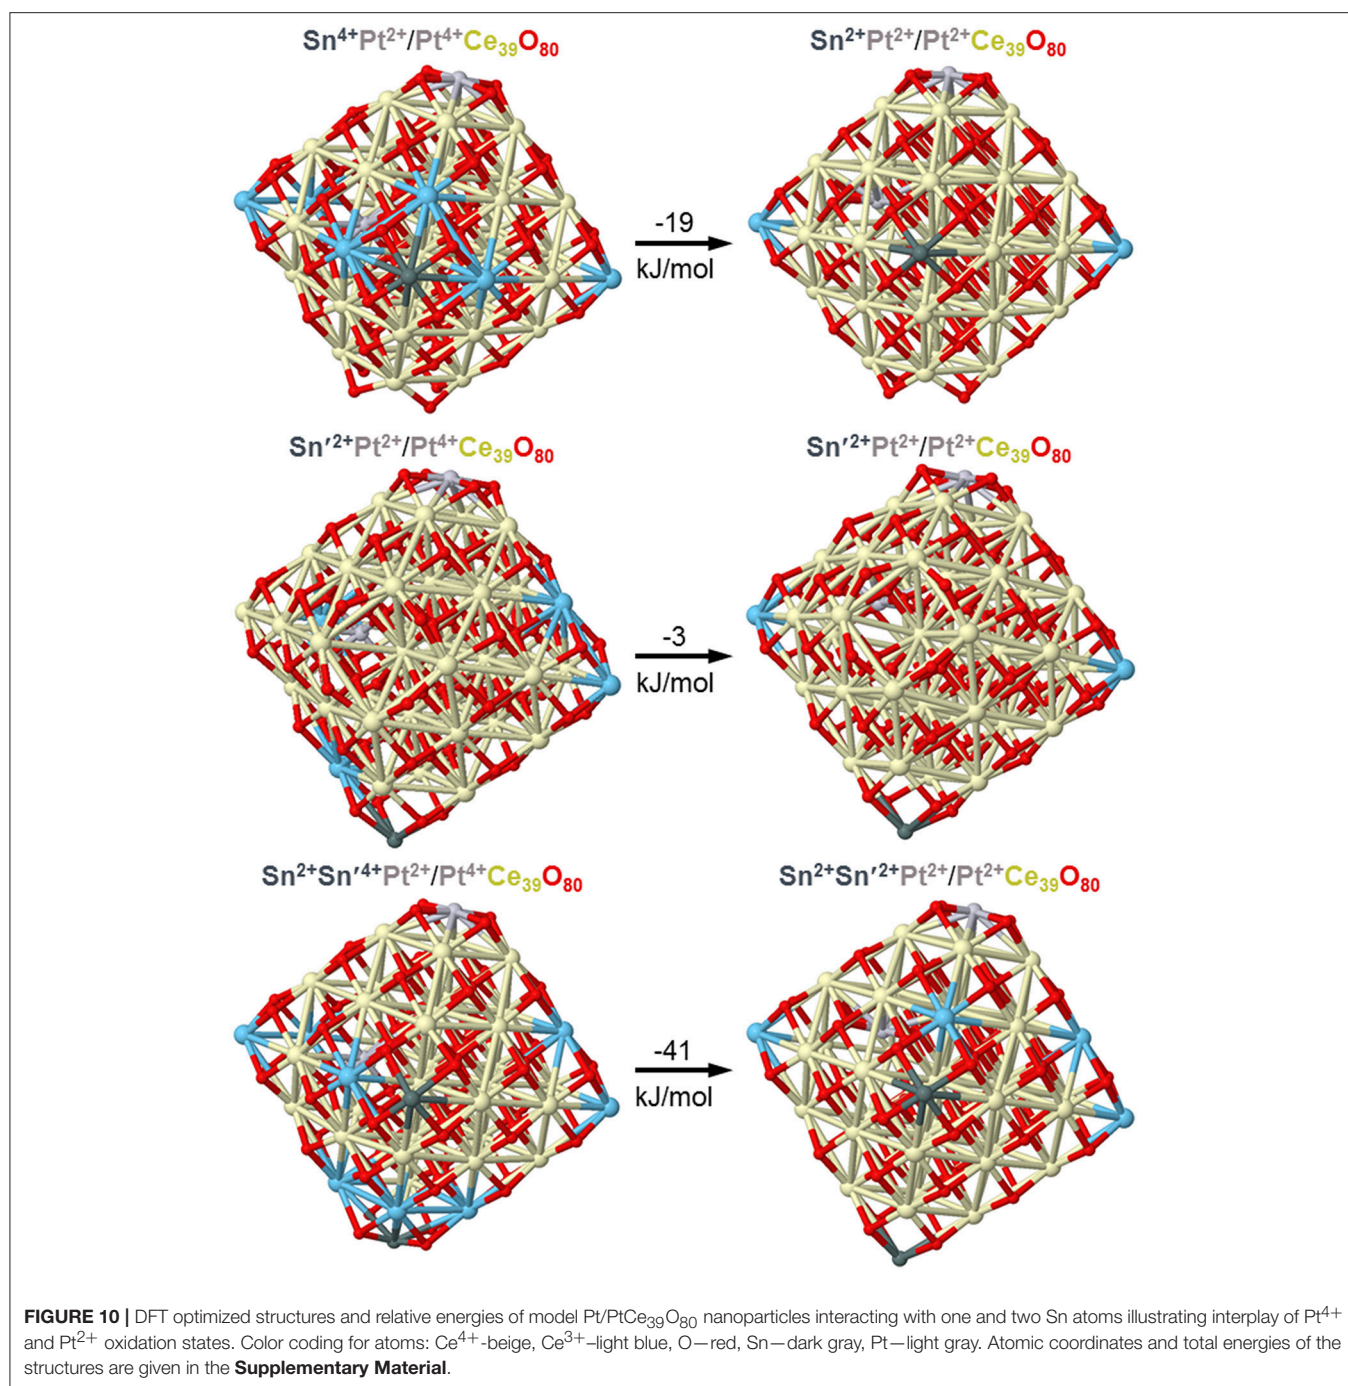 Sn⁴⁺Pt²⁺/Pt⁴⁺Ce₃₉O₈₀ Sn²⁺Pt²⁺/Pt²⁺Ce₃₉O₈₀
-19
kJ/mol
Sn′²⁺Pt²⁺/Pt⁴⁺Ce₃₉O₈₀ Sn′²⁺Pt²⁺/Pt²⁺Ce₃₉O₈₀
-3
kJ/mol
Sn²⁺Sn′⁴⁺Pt²⁺/Pt⁴⁺Ce₃₉O₈₀ Sn²⁺Sn′²⁺Pt²⁺/Pt²⁺Ce₃₉O₈₀
-41
kJ/mol
FIGURE 10 | DFT optimized structures and relative energies of model Pt/PtCe₃₉O₈₀ nanoparticles interacting with one and two Sn atoms illustrating interplay of Pt⁴⁺
and Pt²⁺ oxidation states. Color coding for atoms: Ce⁴⁺-beige, Ce³⁺–light blue, O—red, Sn—dark gray, Pt—light gray. Atomic coordinates and total energies of the
structures are given in the Supplementary Material.